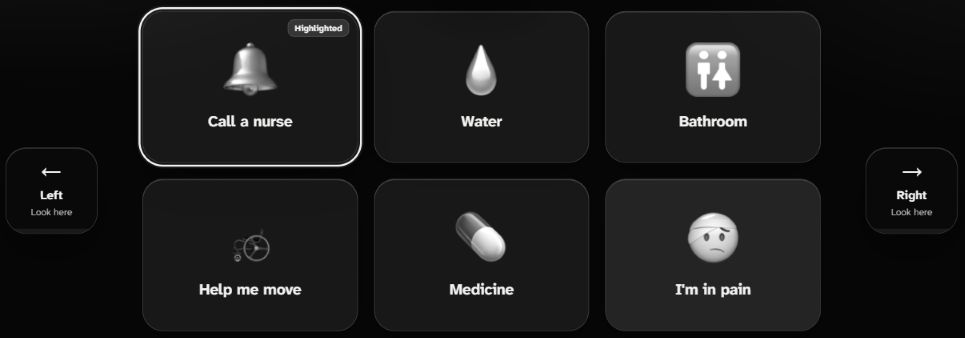 Highlighted
Call a nurse
Water
Bathroom
←
Left
Look here
→
Right
Look here
Help me move
Medicine
I'm in pain